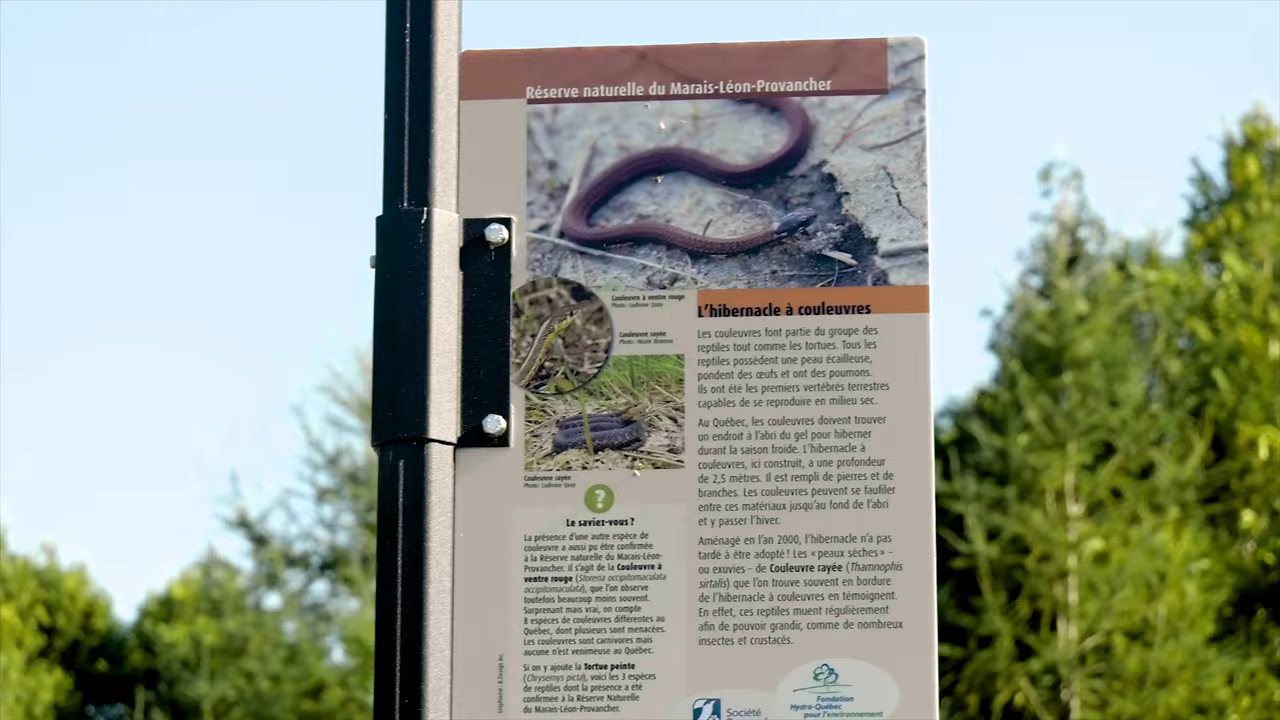 Réserve naturelle du Marais-Léon-Provancher
Couleuvre à ventre rouge
Photo: Ludivine Quay
Couleuvre rayée
Photo: Nicole Bruneau
Couleuvre rayée
Photo: Ludivine Quay
?
Le saviez-vous ?
La présence d'une autre espèce de
couleuvre a aussi pu être confirmée
à la Réserve naturelle du Marais-Léon-
Provancher. Il s'agit de la Couleuvre à
ventre rouge (Storeria occipitomaculata
occipitomaculata), que l'on observe
toutefois beaucoup moins souvent.
Surprenant mais vrai, on compte
8 espèces de couleuvres différentes au
Québec, dont plusieurs sont menacées.
Les couleuvres sont carnivores mais
aucune n'est venimeuse au Québec.
Si on y ajoute la Tortue peinte
(Chrysemys picta), voici les 3 espèces
de reptiles dont la présence a été
confirmée à la Réserve Naturelle
du Marais-Léon-Provancher.
L'hibernacle à couleuvres
Les couleuvres font partie du groupe des
reptiles tout comme les tortues. Tous les
reptiles possèdent une peau écailleuse,
pondent des œufs et ont des poumons.
Ils ont été les premiers vertébrés terrestres
capables de se reproduire en milieu sec.
Au Québec, les couleuvres doivent trouver
un endroit à l'abri du gel pour hiberner
durant la saison froide. L'hibernacle à
couleuvres, ici construit, a une profondeur
de 2,5 mètres. Il est rempli de pierres et de
branches. Les couleuvres peuvent se faufiler
entre ces matériaux jusqu'au fond de l'abri
et y passer l'hiver.
Aménagé en l'an 2000, l'hibernacle n'a pas
tardé à être adopté ! Les « peaux sèches » –
ou exuvies – de Couleuvre rayée (Thamnophis
sirtalis) que l'on trouve souvent en bordure
de l'hibernacle à couleuvres en témoignent.
En effet, ces reptiles muent régulièrement
afin de pouvoir grandir, comme de nombreux
insectes et crustacés.
Société
Fondation
Hydro-Québec
pour l'environnement